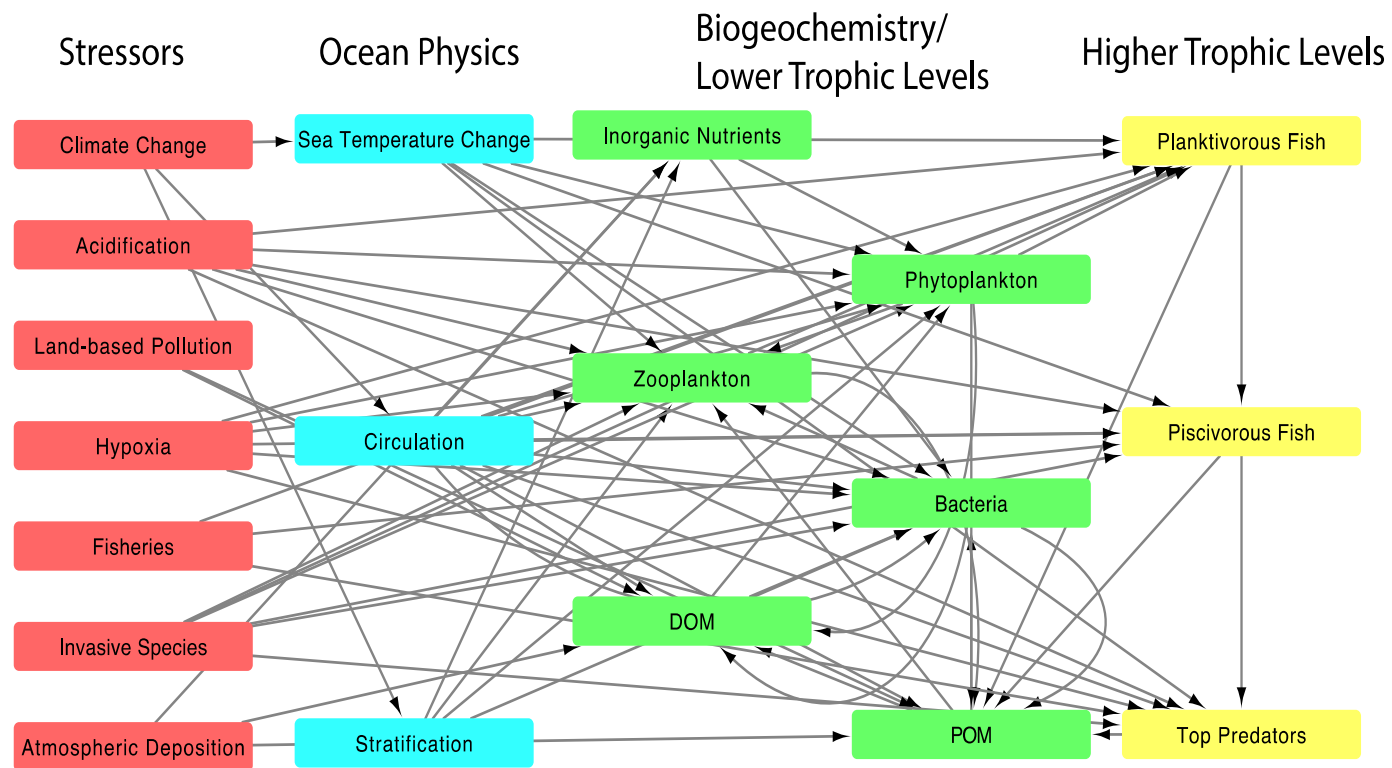 Stressors
Ocean Physics
Biogeochemistry/
Lower Trophic Levels
Higher Trophic Levels
Climate Change
Acidification
Land-based Pollution
Hypoxia
Fisheries
Invasive Species
Atmospheric Deposition
Sea Temperature Change
Circulation
Stratification
Inorganic Nutrients
Phytoplankton
Zooplankton
Bacteria
DOM
POM
Planktivorous Fish
Piscivorous Fish
Top Predators